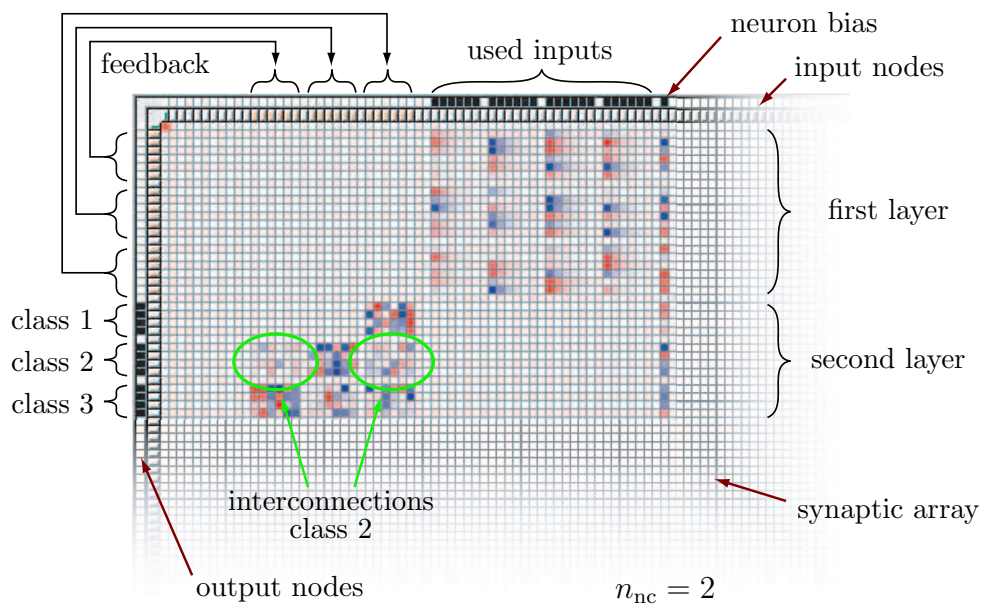 neuron bias
used inputs
feedback
input nodes
first layer
class 1
class 2
second layer
class 3
interconnections
class 2
synaptic array
output nodes
n_nc = 2